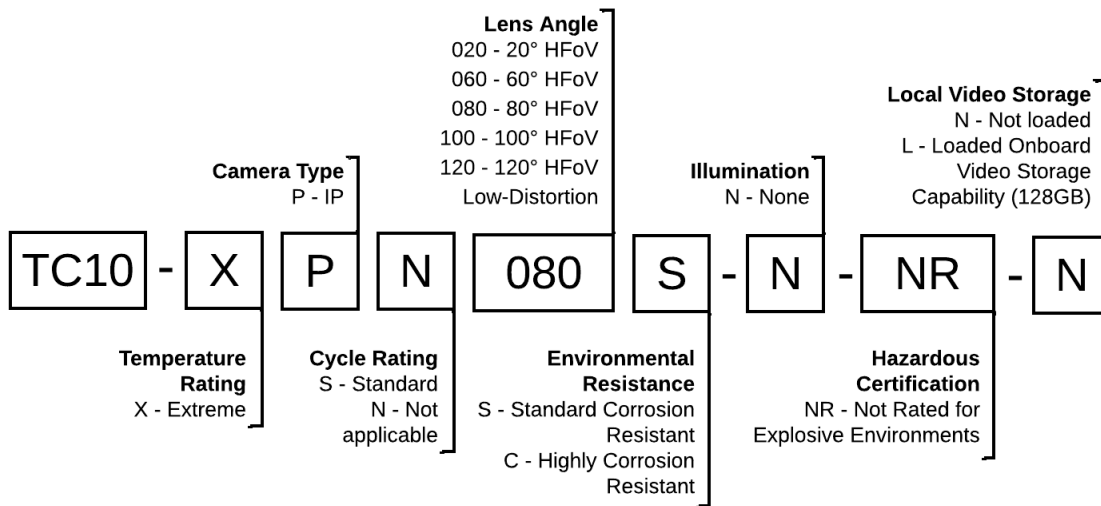 Lens Angle
020 - 20° HFoV
060 - 60° HFoV
080 - 80° HFoV
100 - 100° HFoV
120 - 120° HFoV
Low-Distortion
Local Video Storage
N - Not loaded
L - Loaded Onboard
Video Storage
Capability (128GB)
Camera Type
P - IP
Illumination
N - None
TC10 - X P N 080 S - N - NR - N
Temperature
Rating
X - Extreme
Cycle Rating
S - Standard
N - Not
applicable
Environmental
Resistance
S - Standard Corrosion
Resistant
C - Highly Corrosion
Resistant
Hazardous
Certification
NR - Not Rated for
Explosive Environments